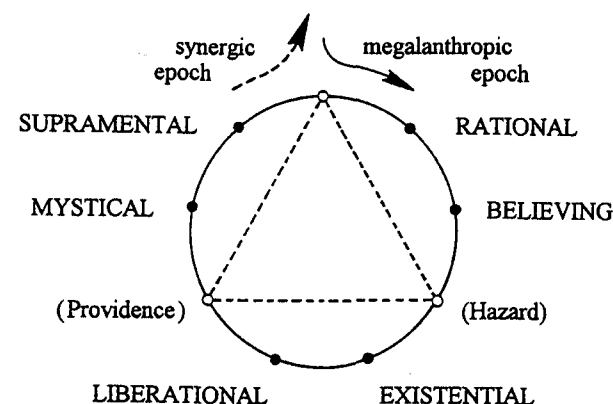 synergic
epoch
megalanthropic
epoch
SUPRAMENTAL
RATIONAL
MYSTICAL
BELIEVING
(Providence)
(Hazard)
LIBERATIONAL
EXISTENTIAL